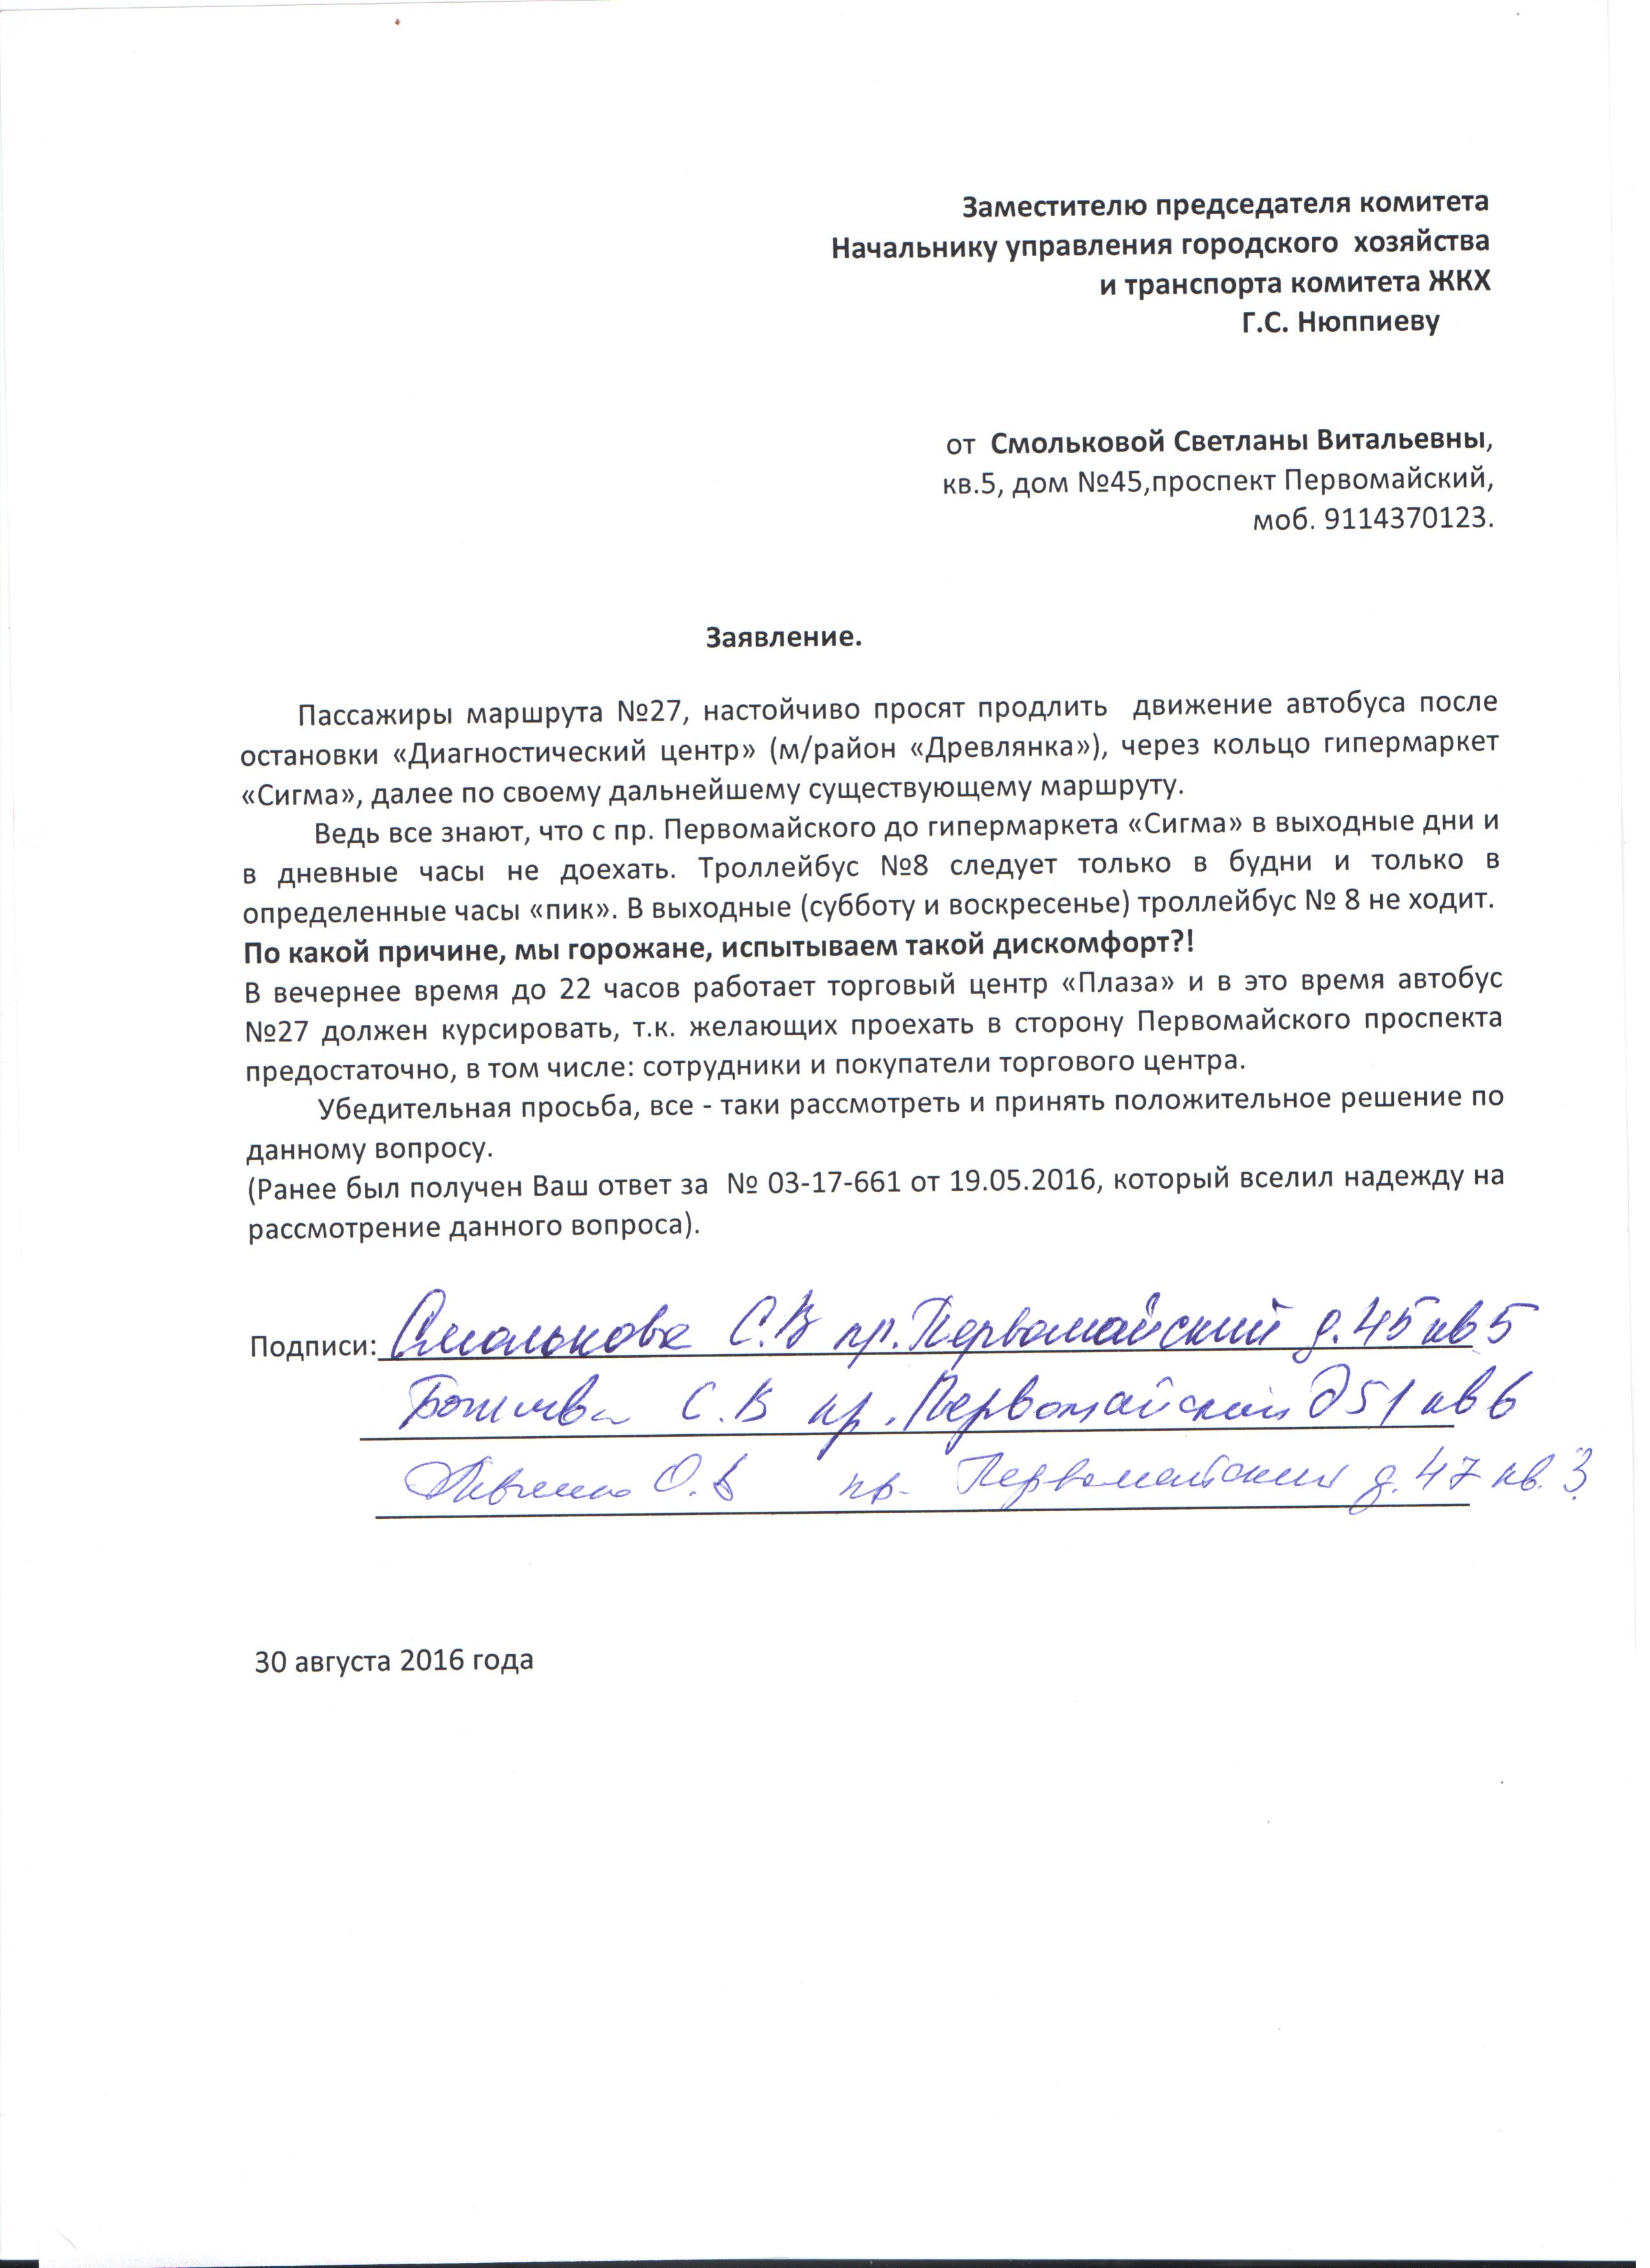 Заместителю председателя комитета
Начальнику управления городского хозяйства
и транспорта комитета ЖКХ
Г.С. Нюппиеву
от Смольковой Светланы Витальевны,
кв.5, дом №45,проспект Первомайский,
моб. 9114370123.
Заявление.
Пассажиры маршрута №27, настойчиво просят продлить движение автобуса после
остановки «Диагностический центр» (м/район «Древлянка»), через кольцо гипермаркет
«Сигма», далее по своему дальнейшему существующему маршруту.
Ведь все знают, что с пр. Первомайского до гипермаркета «Сигма» в выходные дни и
в дневные часы не доехать. Троллейбус №8 следует только в будни и только в
определенные часы «пик». В выходные (субботу и воскресенье) троллейбус № 8 не ходит.
По какой причине, мы горожане, испытываем такой дискомфорт?!
В вечернее время до 22 часов работает торговый центр «Плаза» и в это время автобус
№27 должен курсировать, т.к. желающих проехать в сторону Первомайского проспекта
предостаточно, в том числе: сотрудники и покупатели торгового центра.
Убедительная просьба, все - таки рассмотреть и принять положительное решение по
данному вопросу.
(Ранее был получен Ваш ответ за № 03-17-661 от 19.05.2016, который вселил надежду на
рассмотрение данного вопроса).
Подписи: Смолькова С.В пр.Первомайский д.45 кв5
С.В пр.Первомайский д 51 кв 6
О.В пр. Первомайский д.47 кв.3
30 августа 2016 года